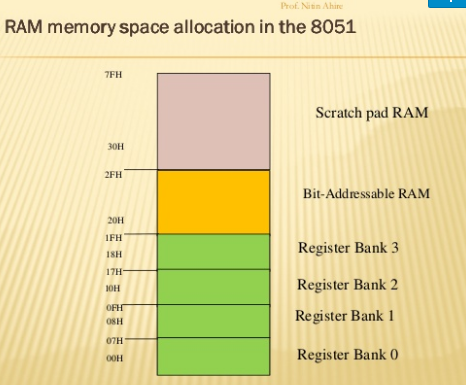 Prof. Nitin Ahire
RAM memory space allocation in the 8051
7FH
Scratch pad RAM
30H
2FH
Bit-Addressable RAM
20H
1FH
Register Bank 3
18H
17H
Register Bank 2
10H
0FH
Register Bank 1
08H
07H
Register Bank 0
00H